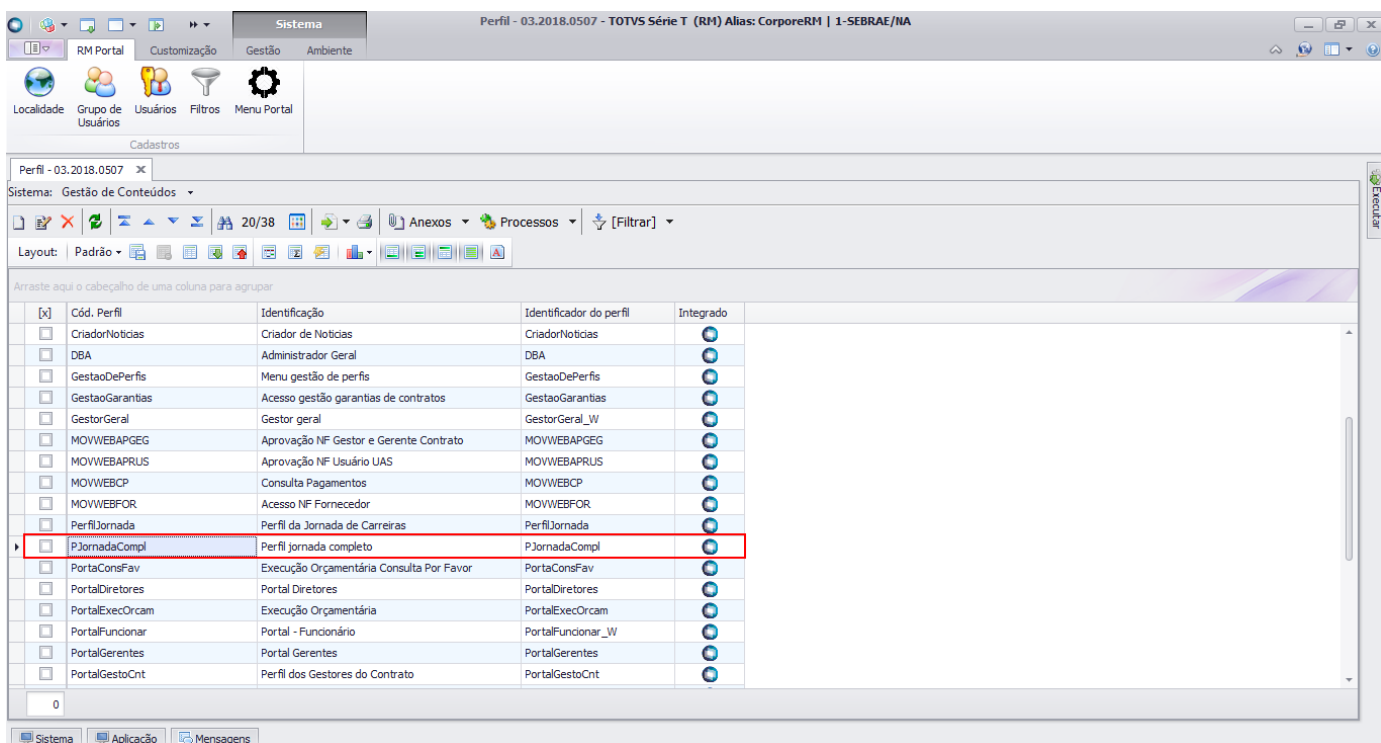 Sistema
Perfil - 03.2018.0507 - TOTVS Série T (RM) Alias: CorporeRM | 1-SEBRAE/NA
RM Portal Customização Gestão Ambiente
Localidade Grupo de Usuários Usuários Filtros Menu Portal
Cadastros
Perfil - 03.2018.0507
Executar
Sistema: Gestão de Conteúdos
20/38 Anexos Processos [Filtrar]
Layout: Padrão
Arraste aqui o cabeçalho de uma coluna para agrupar
[x] Cód. Perfil Identificação Identificador do perfil Integrado
CriadorNoticias Criador de Noticias CriadorNoticias
DBA Administrador Geral DBA
GestaoDePerfis Menu gestão de perfis GestaoDePerfis
GestaoGarantias Acesso gestão garantias de contratos GestaoGarantias
GestorGeral Gestor geral GestorGeral_W
MOVWEBAPGEG Aprovação NF Gestor e Gerente Contrato MOVWEBAPGEG
MOVWEBAPRUS Aprovação NF Usuário UAS MOVWEBAPRUS
MOVWEBCP Consulta Pagamentos MOVWEBCP
MOVWEBFOR Acesso NF Fornecedor MOVWEBFOR
PerfilJornada Perfil da Jornada de Carreiras PerfilJornada
PJornadaCompl Perfil jornada completo PJornadaCompl
PortaConsFav Execução Orçamentária Consulta Por Favor PortaConsFav
PortalDiretores Portal Diretores PortalDiretores
PortalExecOrcam Execução Orçamentária PortalExecOrcam
PortalFuncionar Portal - Funcionário PortalFuncionar_W
PortalGerentes Portal Gerentes PortalGerentes
PortalGestoCnt Perfil dos Gestores do Contrato PortalGestoCnt
0
Sistema Aplicação Mensagens